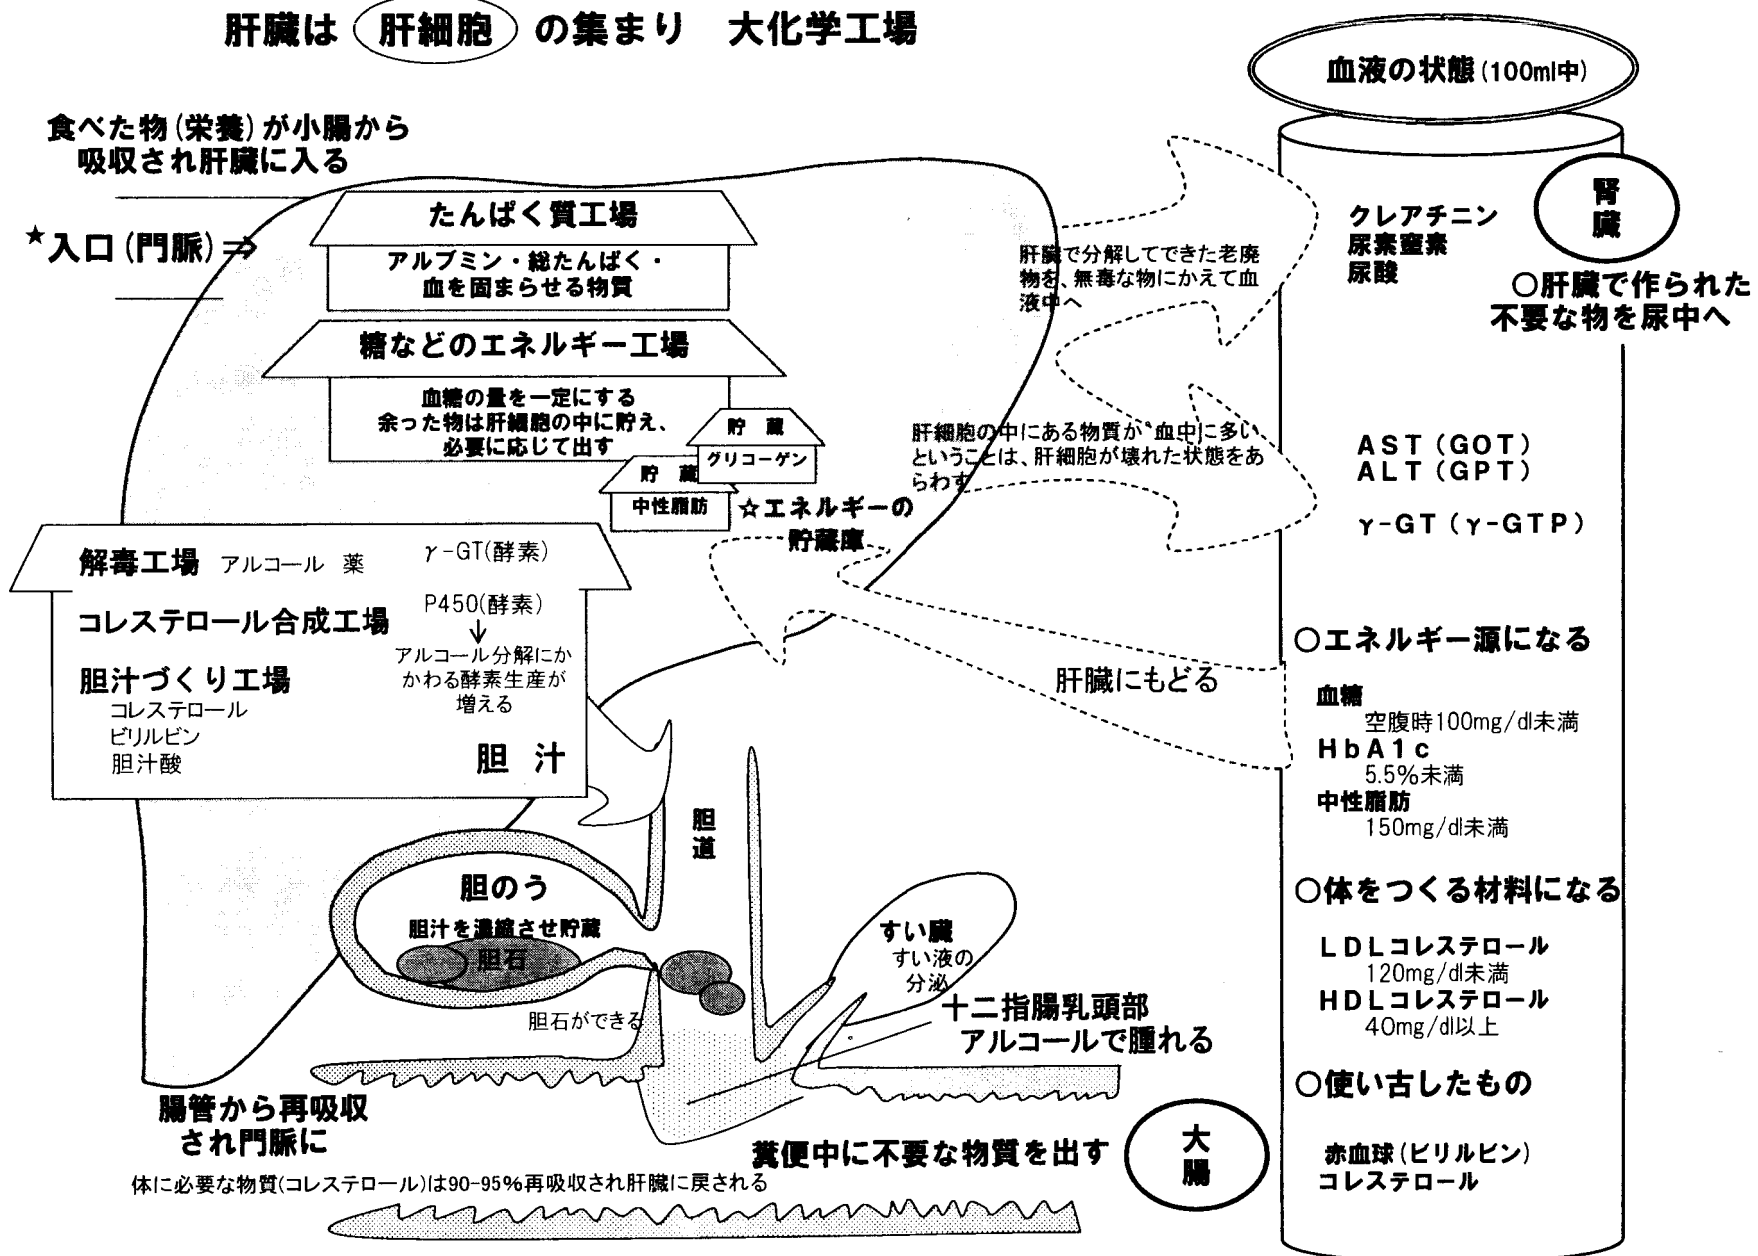 肝臓は 肝細胞 の集まり 大化学工場
食べた物(栄養)が小腸から
吸収され肝臓に入る
★入口(門脈)⇒
たんぱく質工場
アルブミン・総たんぱく・
血を固まらせる物質
糖などのエネルギー工場
血糖の量を一定にする
余った物は肝細胞の中に貯え、
必要に応じて出す
貯 蔵
グリコーゲン
貯 蔵
中性脂肪
☆エネルギーの
貯蔵庫
解毒工場 アルコール 薬
γ-GT(酵素)
P450(酵素)
↓
アルコール分解にか
かわる酵素生産が
増える
コレステロール合成工場
胆汁づくり工場
コレステロール
ビリルビン
胆汁酸
胆 汁
胆道
胆のう
胆汁を濃縮させ貯蔵
胆石
胆石ができる
すい臓
すい液の
分泌
十二指腸乳頭部
アルコールで腫れる
腸管から再吸収
され門脈に
糞便中に不要な物質を出す
大腸
体に必要な物質(コレステロール)は90-95%再吸収され肝臓に戻される
肝臓で分解してできた老廃
物を、無毒な物にかえて血
液中へ
肝細胞の中にある物質が血中に多い
ということは、肝細胞が壊れた状態をあ
らわす
肝臓にもどる
血液の状態(100ml中)
腎臓
クレアチニン
尿素窒素
尿酸
○肝臓で作られた
不要な物を尿中へ
AST(GOT)
ALT(GPT)
γ-GT(γ-GTP)
○エネルギー源になる
血糖
空腹時100mg/dl未満
HbA1c
5.5%未満
中性脂肪
150mg/dl未満
○体をつくる材料になる
LDLコレステロール
120mg/dl未満
HDLコレステロール
40mg/dl以上
○使い古したもの
赤血球(ビリルビン)
コレステロール